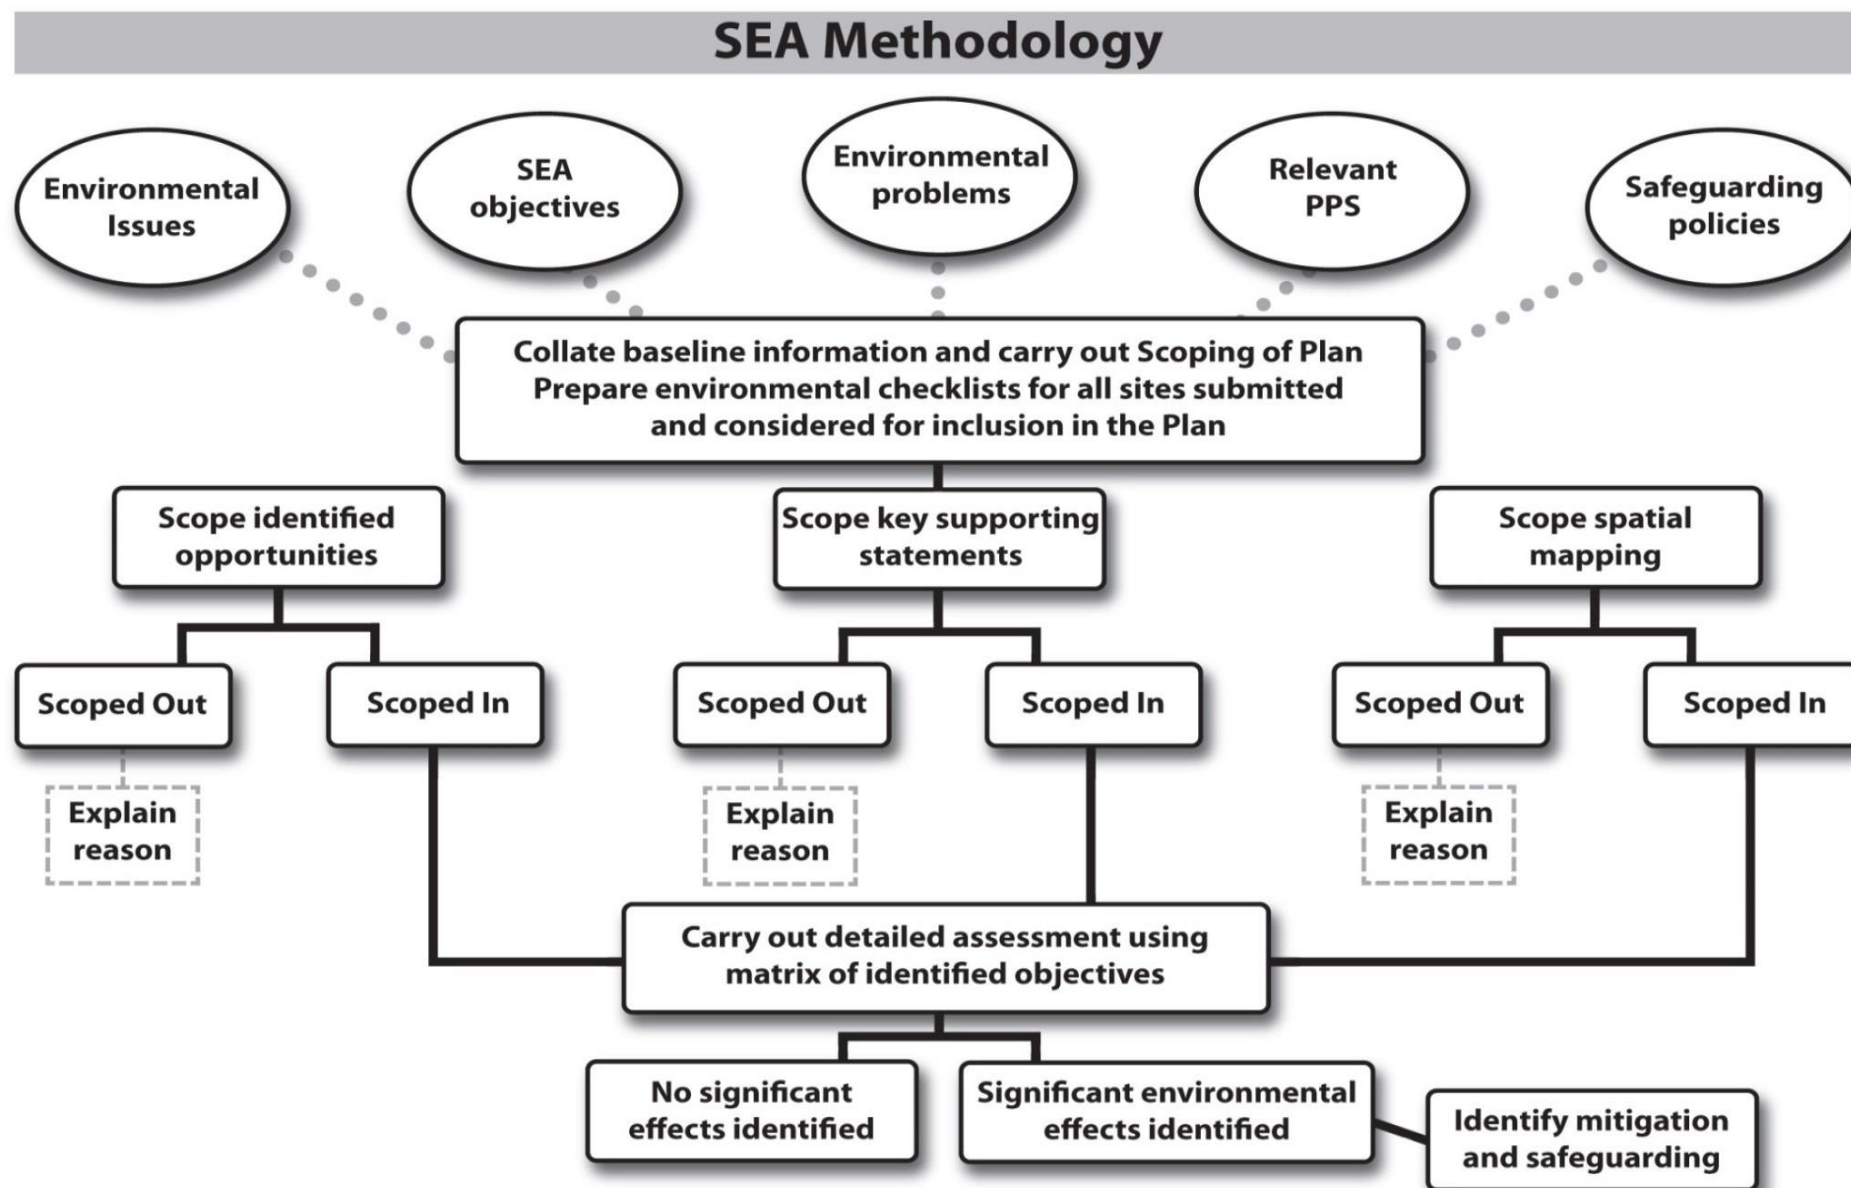 SEA Methodology
Environmental
Issues
SEA
objectives
Environmental
problems
Relevant
PPS
Safeguarding
policies
Collate baseline information and carry out Scoping of Plan
Prepare environmental checklists for all sites submitted
and considered for inclusion in the Plan
Scope identified
opportunities
Scope key supporting
statements
Scope spatial
mapping
Scoped Out
Scoped In
Scoped Out
Scoped In
Scoped Out
Scoped In
Explain
reason
Explain
reason
Explain
reason
Carry out detailed assessment using
matrix of identified objectives
No significant
effects identified
Significant environmental
effects identified
Identify mitigation
and safeguarding